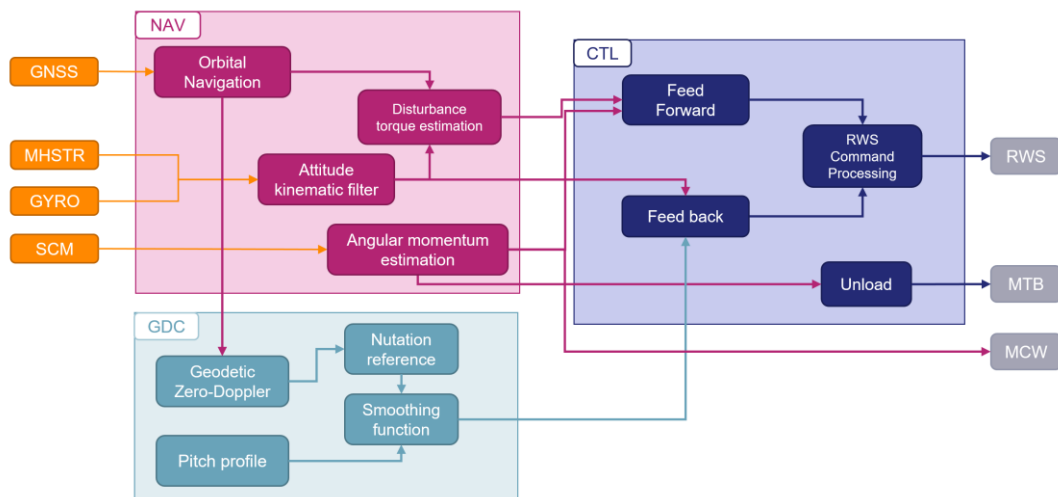 NAV
GNSS
Orbital
Navigation
Disturbance
torque estimation
MHSTR
GYRO
Attitude
kinematic filter
SCM
Angular momentum
estimation
CTL
Feed
Forward
RWS
Command
Processing
RWS
Feed back
Unload
MTB
MCW
GDC
Nutation
reference
Geodetic
Zero-Doppler
Smoothing
function
Pitch profile